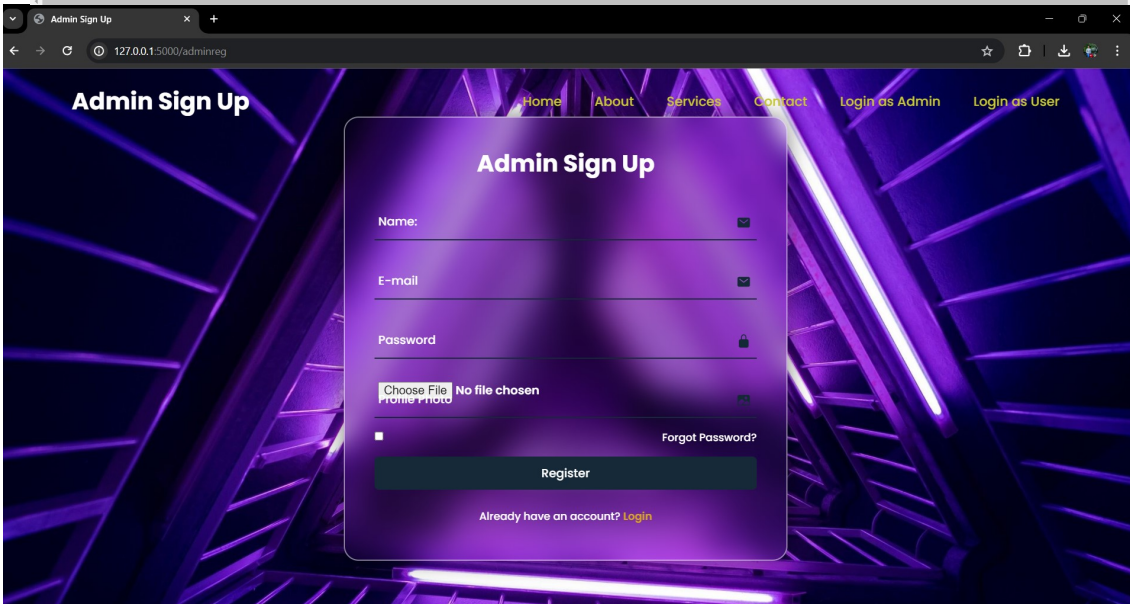 Admin Sign Up
127.0.0.1:5000/adminreg
Admin Sign Up Home About Services Contact Login as Admin Login as User
Admin Sign Up
Name:
E-mail
Password
Choose File No file chosen
Profile Photo
Forgot Password?
Register
Already have an account? Login